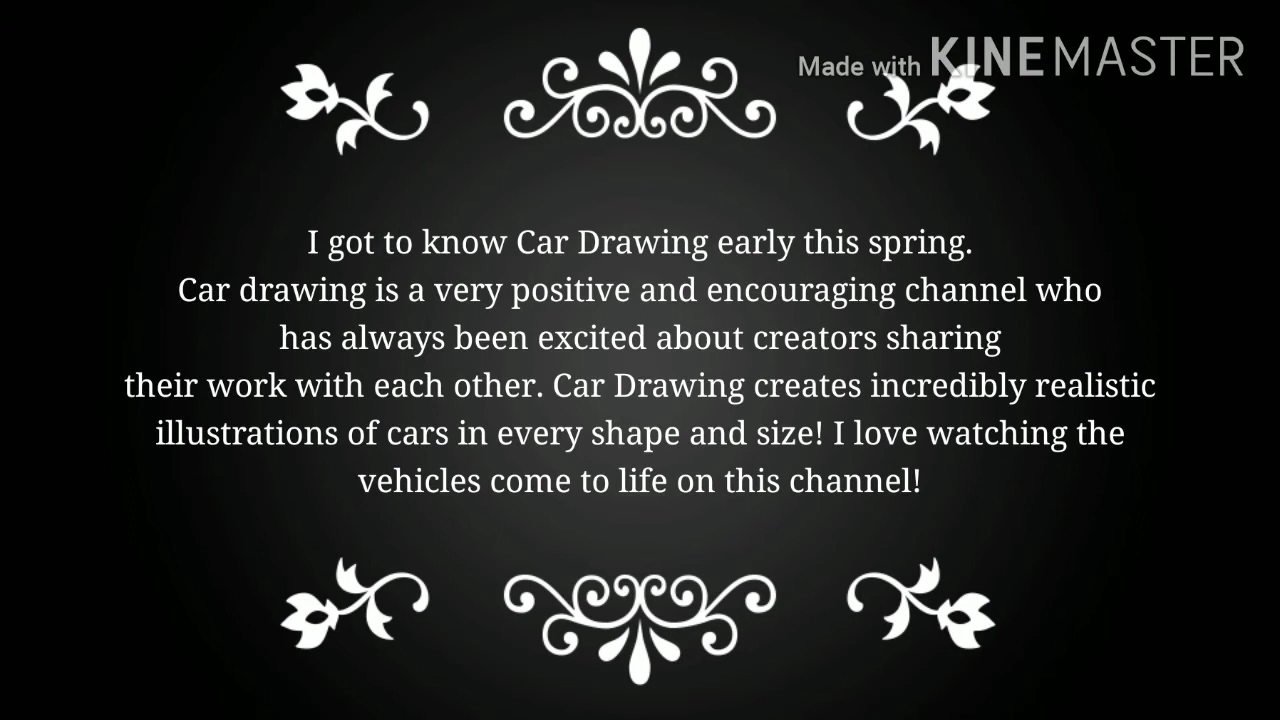 Made with KINEMASTER
I got to know Car Drawing early this spring.
Car drawing is a very positive and encouraging channel who
has always been excited about creators sharing
their work with each other. Car Drawing creates incredibly realistic
illustrations of cars in every shape and size! I love watching the
vehicles come to life on this channel!